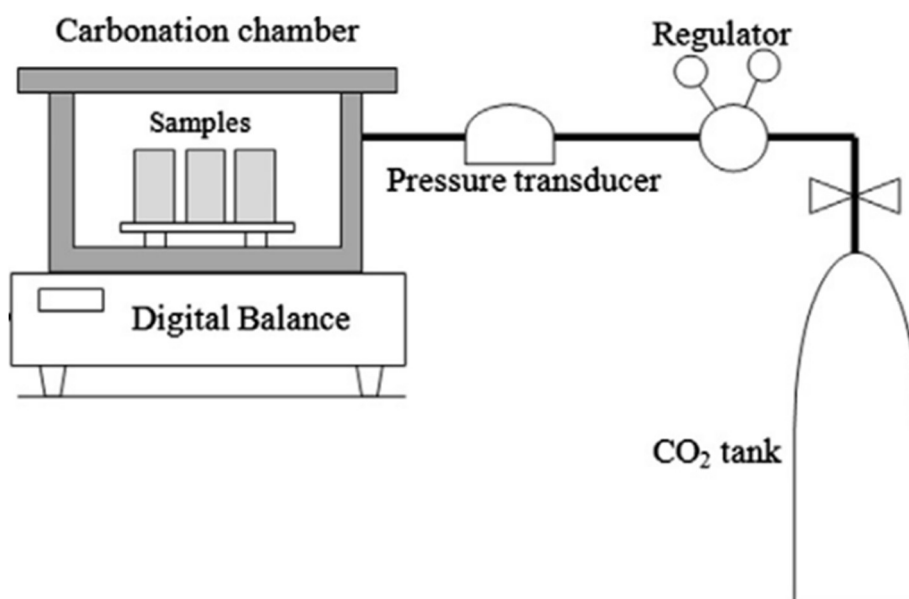 Carbonation chamber
Regulator
Samples
Pressure transducer
Digital Balance
CO₂ tank